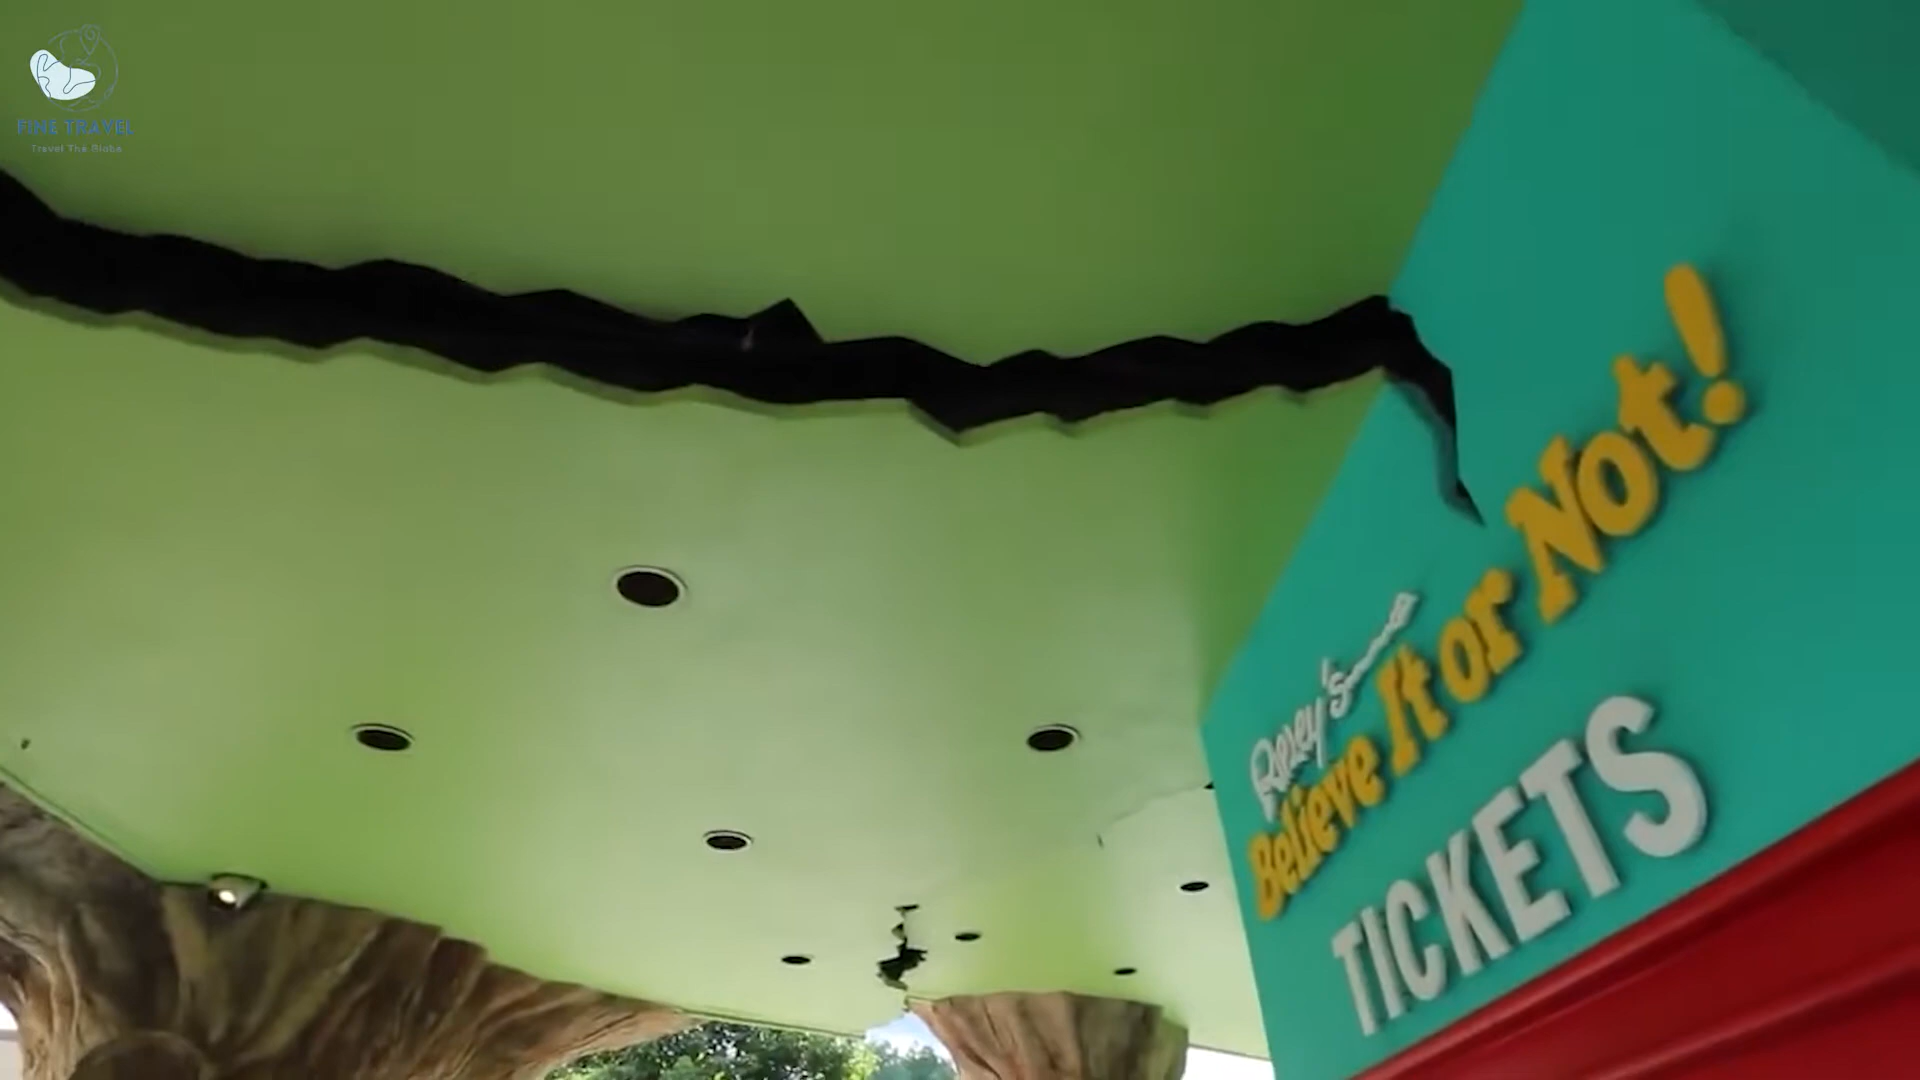 FINE TRAVEL
Travel The Globe
Ripley's
Believe It or Not!
TICKETS